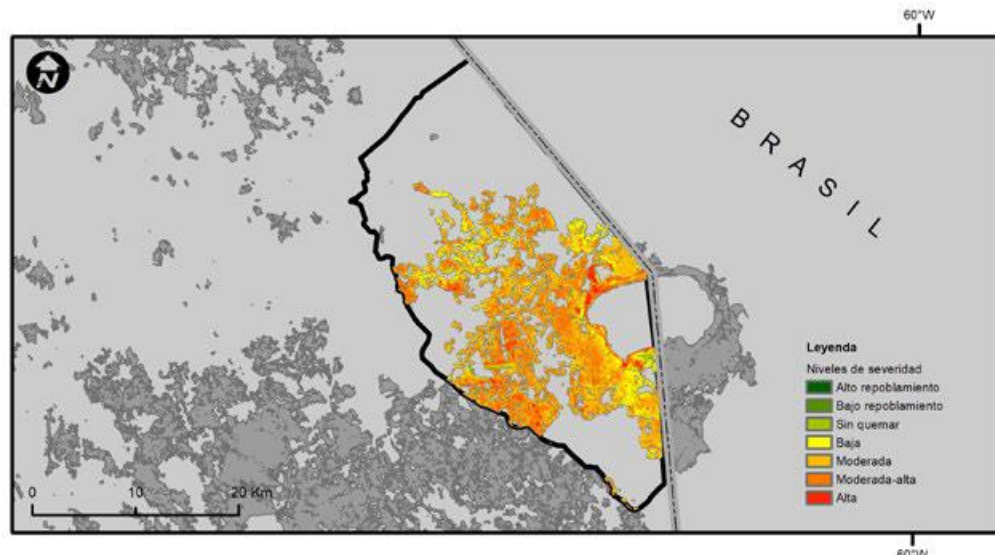 60°W
N
BRASIL
Leyenda
Niveles de severidad
Alto repoblamiento
Bajo repoblamiento
Sin quemar
Baja
Moderada
Moderada-alta
Alta
0 10 20 Km
60°W